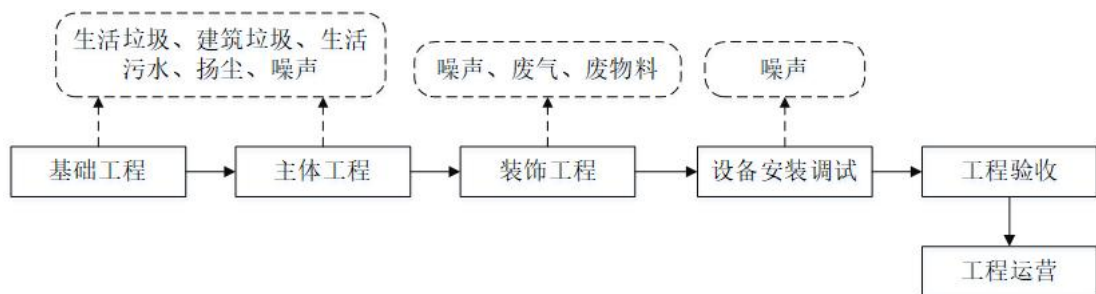 生活垃圾、建筑垃圾、生活
污水、扬尘、噪声
噪声、废气、废物料
噪声
基础工程
主体工程
装饰工程
设备安装调试
工程验收
工程运营